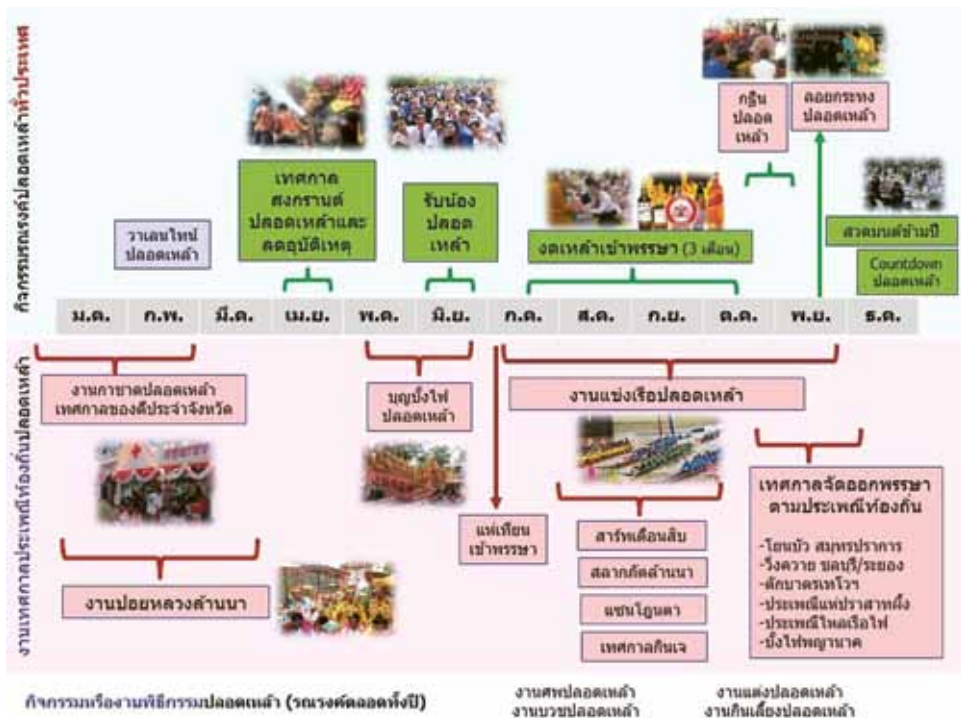 กิจกรรมรณรงค์ปลอดเหล้าทั่วประเทศ
กฐิน
ปลอด
เหล้า
ลอยกระทง
ปลอดเหล้า
เทศกาล
สงกรานต์
ปลอดเหล้าและ
ลดอุบัติเหตุ
รับน้อง
ปลอด
เหล้า
วาเลนไทน์
ปลอดเหล้า
งดเหล้าเข้าพรรษา (3 เดือน)
สวดมนต์ข้ามปี
Countdown
ปลอดเหล้า
ม.ค. ก.พ. มี.ค. เม.ย. พ.ค. มิ.ย. ก.ค. ส.ค. ก.ย. ต.ค. พ.ย. ธ.ค.
งานเทศกาลประเพณีท้องถิ่นปลอดเหล้า
งานกาชาดปลอดเหล้า
เทศกาลของดีประจำจังหวัด
บุญบั้งไฟ
ปลอดเหล้า
งานแข่งเรือปลอดเหล้า
แห่เทียน
เข้าพรรษา
สารทเดือนสิบ
สลากภัตล้านนา
แซนโฎนตา
เทศกาลกินเจ
เทศกาลจัดออกพรรษา
ตามประเพณีท้องถิ่น
-โยนบัว สมุทรปราการ
-วิ่งควาย ชลบุรี/ระยอง
-ตักบาตรเทโวฯ
-ประเพณีแห่ปราสาทผึ้ง
-ประเพณีไหลเรือไฟ
-บั้งไฟพญานาค
งานปอยหลวงล้านนา
กิจกรรมหรืองานพิธีกรรมปลอดเหล้า (รณรงค์ตลอดทั้งปี)
งานศพปลอดเหล้า
งานบวชปลอดเหล้า
งานแต่งปลอดเหล้า
งานกินเลี้ยงปลอดเหล้า